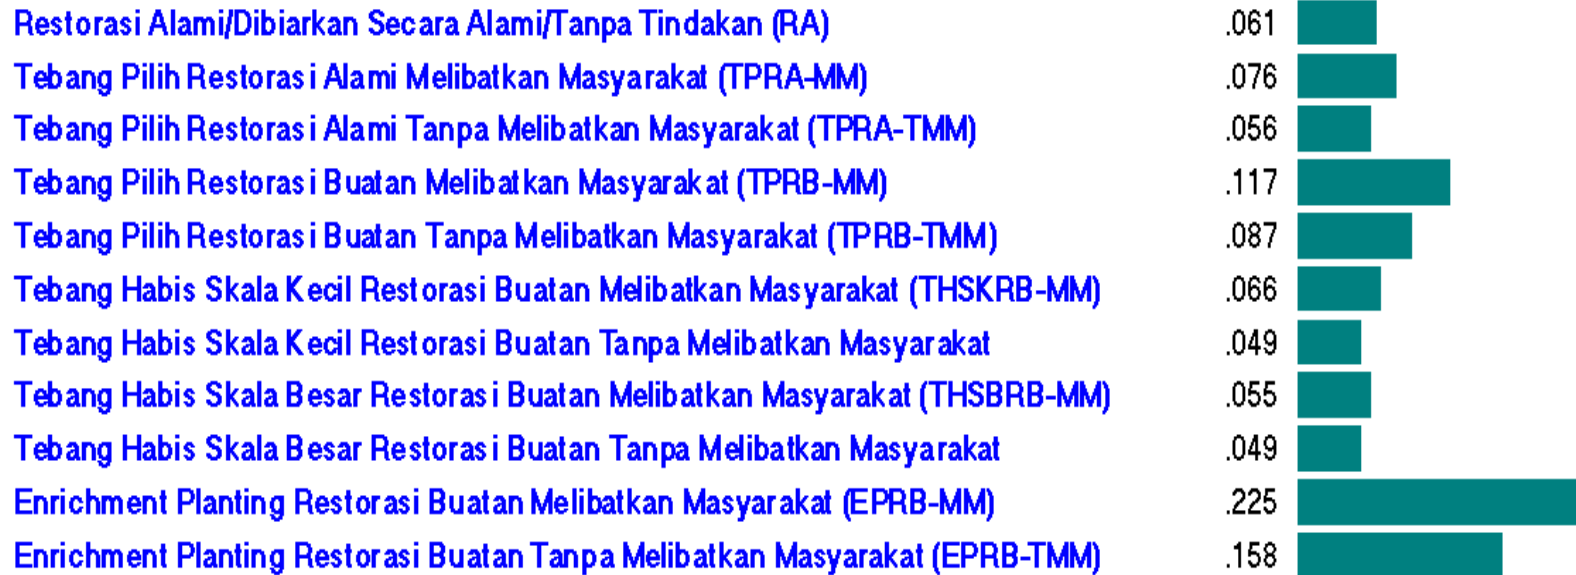 Restorasi Alami/Dibiarkan Secara Alami/Tanpa Tindakan (RA) .061
Tebang Pilih Restorasi Alami Melibatkan Masyarakat (TPRA-MM) .076
Tebang Pilih Restorasi Alami Tanpa Melibatkan Masyarakat (TPRA-TMM) .056
Tebang Pilih Restorasi Buatan Melibatkan Masyarakat (TPRB-MM) .117
Tebang Pilih Restorasi Buatan Tanpa Melibatkan Masyarakat (TPRB-TMM) .087
Tebang Habis Skala Kecil Restorasi Buatan Melibatkan Masyarakat (THSKRB-MM) .066
Tebang Habis Skala Kecil Restorasi Buatan Tanpa Melibatkan Masyarakat .049
Tebang Habis Skala Besar Restorasi Buatan Melibatkan Masyarakat (THSBRB-MM) .055
Tebang Habis Skala Besar Restorasi Buatan Tanpa Melibatkan Masyarakat .049
Enrichment Planting Restorasi Buatan Melibatkan Masyarakat (EPRB-MM) .225
Enrichment Planting Restorasi Buatan Tanpa Melibatkan Masyarakat (EPRB-TMM) .158